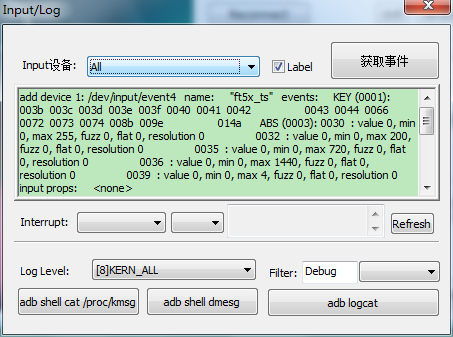 Input/Log
Input设备: All Label 获取事件
add device 1: /dev/input/event4 name: "ft5x_ts" events: KEY (0001):
003b 003c 003d 003e 003f 0040 0041 0042 0043 0044 0066
0072 0073 0074 008b 009e 014a ABS (0003): 0030 : value 0, min
0, max 255, fuzz 0, flat 0, resolution 0 0032 : value 0, min 0, max 200,
fuzz 0, flat 0, resolution 0 0035 : value 0, min 0, max 720, fuzz 0, flat
0, resolution 0 0036 : value 0, min 0, max 1440, fuzz 0, flat
0, resolution 0 0039 : value 0, min 0, max 4, fuzz 0, flat 0, resolution 0
input props: <none>
Interrupt: Refresh
Log Level: [8]KERN_ALL Filter: Debug
adb shell cat /proc/kmsg adb shell dmesg adb logcat